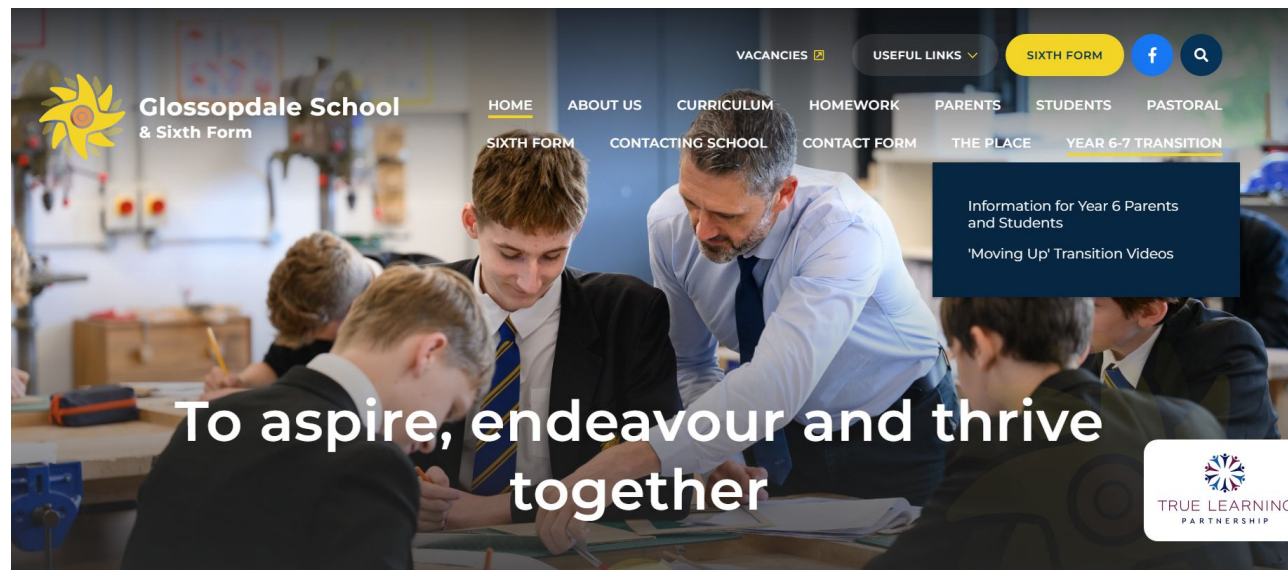 VACANCIES USEFUL LINKS SIXTH FORM
Glossopdale School
& Sixth Form
HOME ABOUT US CURRICULUM HOMEWORK PARENTS STUDENTS PASTORAL
SIXTH FORM CONTACTING SCHOOL CONTACT FORM THE PLACE YEAR 6-7 TRANSITION
Information for Year 6 Parents
and Students
'Moving Up' Transition Videos
To aspire, endeavour and thrive
together
TRUE LEARNING
PARTNERSHIP